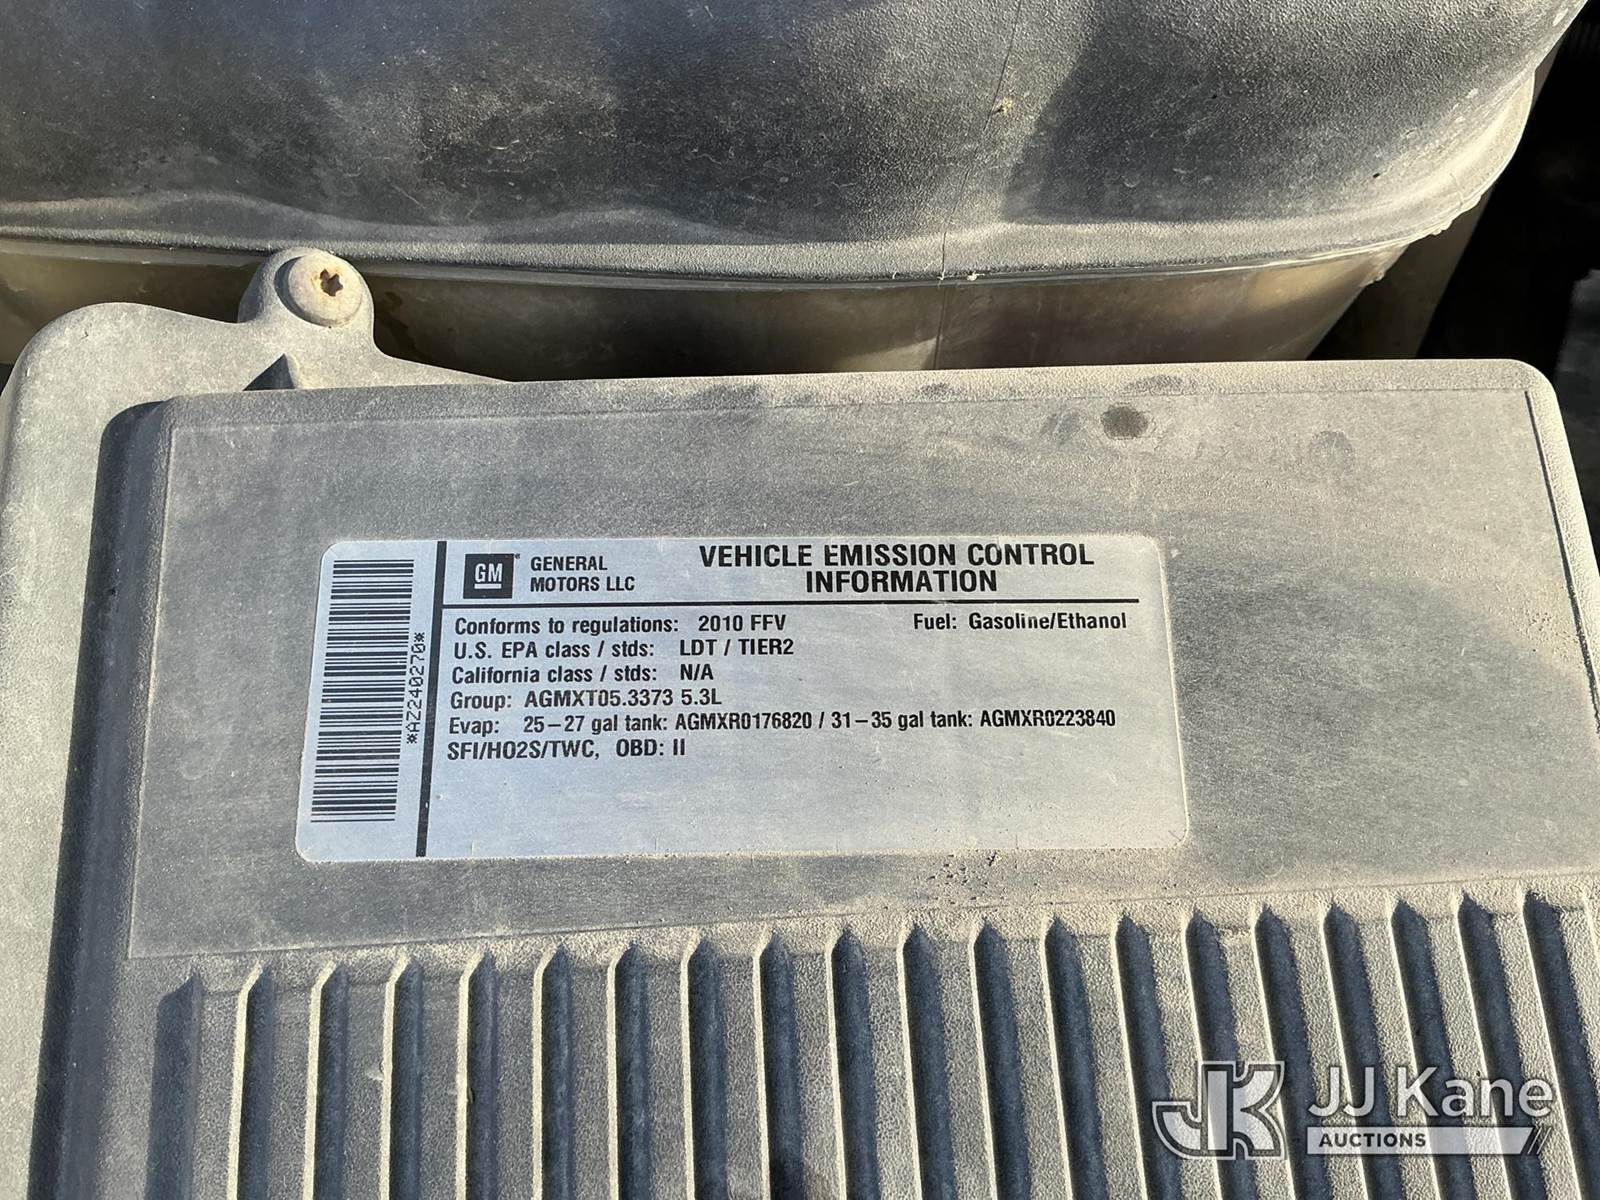 GM
GENERAL
MOTORS LLC
VEHICLE EMISSION CONTROL
INFORMATION
Conforms to regulations: 2010 FFV Fuel: Gasoline/Ethanol
U.S. EPA class / stds: LDT / TIER2
California class / stds: N/A
Group: AGMXT05.3373 5.3L
Evap: 25-27 gal tank: AGMXR0176820 / 31-35 gal tank: AGMXR0223840
SFI/HO2S/TWC, OBD: II
*AZ240270*
JK JJ Kane
AUCTIONS